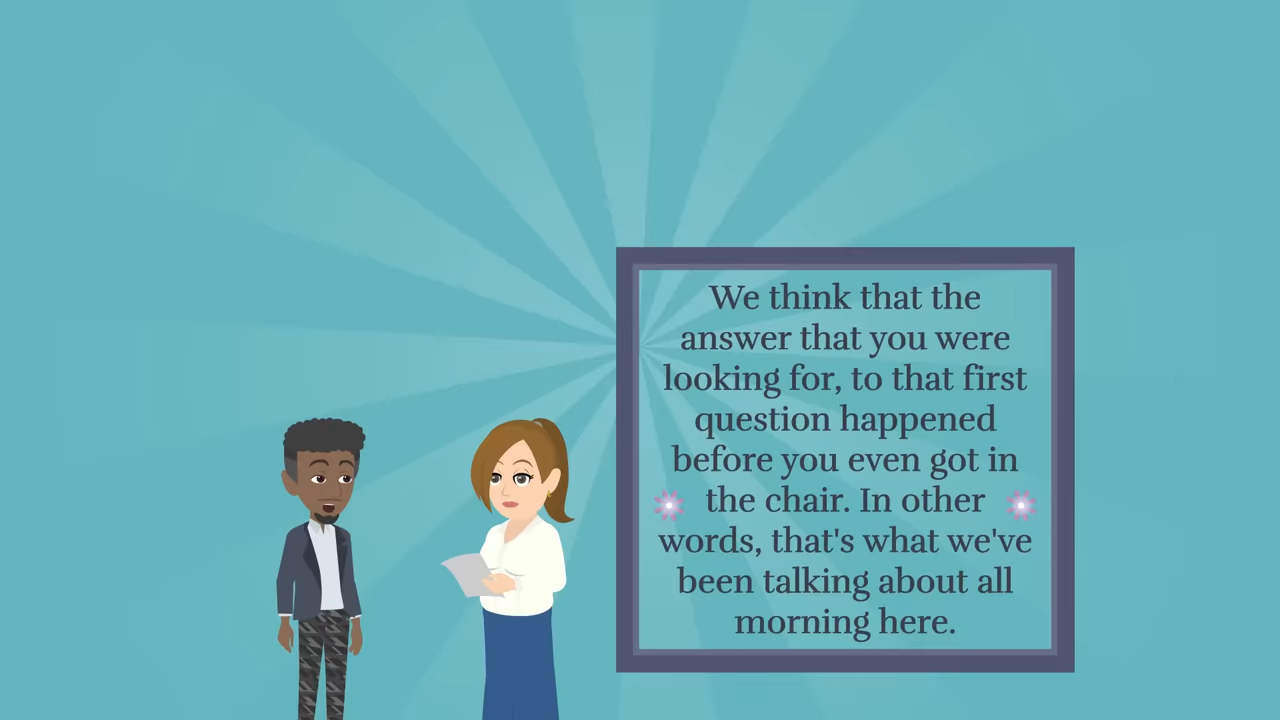 We think that the
answer that you were
looking for, to that first
question happened
before you even got in
the chair. In other
words, that's what we've
been talking about all
morning here.